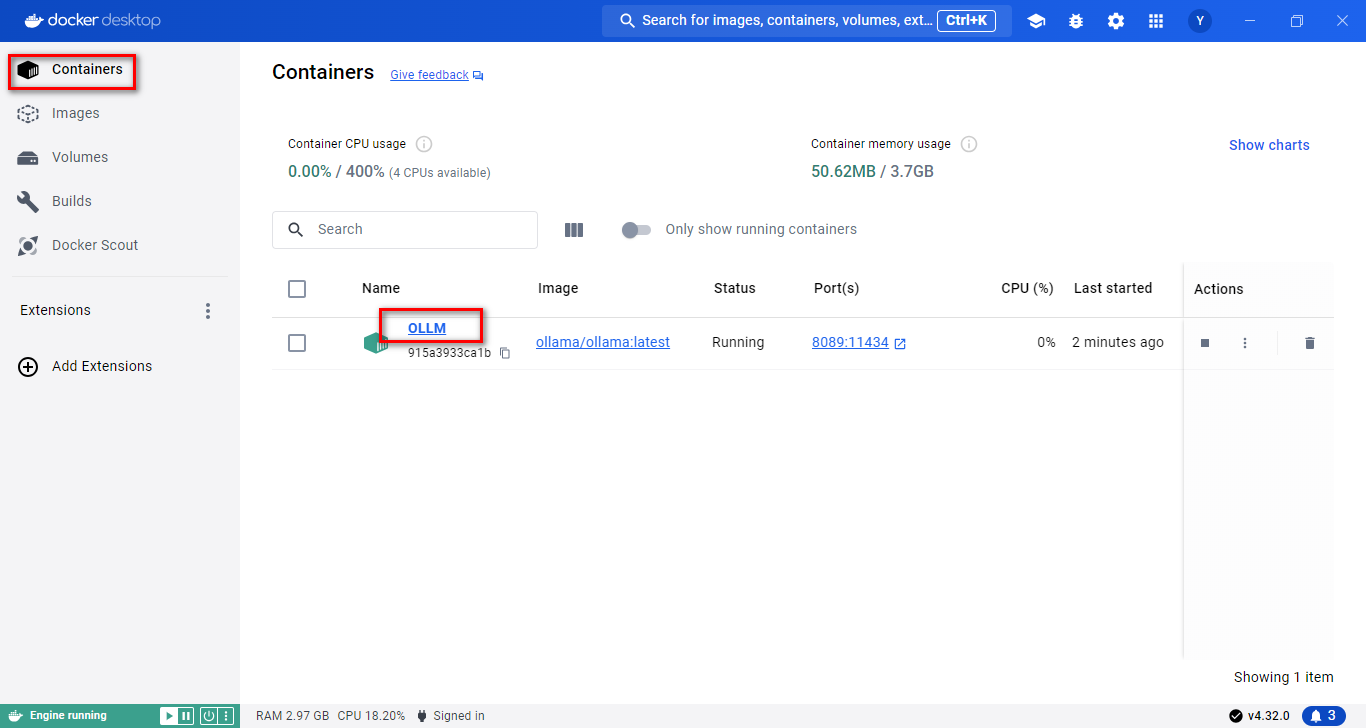 docker desktop
Search for images, containers, volumes, ext... Ctrl+K
Y
Containers
Images
Volumes
Builds
Docker Scout
Extensions
Add Extensions
Containers Give feedback
Container CPU usage
0.00% / 400% (4 CPUs available)
Container memory usage
50.62MB / 3.7GB
Show charts
Search
Only show running containers
Name Image Status Port(s) CPU (%) Last started Actions
OLLM
915a3933ca1b
ollama/ollama:latest Running 8089:11434 0% 2 minutes ago
Showing 1 item
Engine running
RAM 2.97 GB CPU 18.20% Signed in
v4.32.0
3